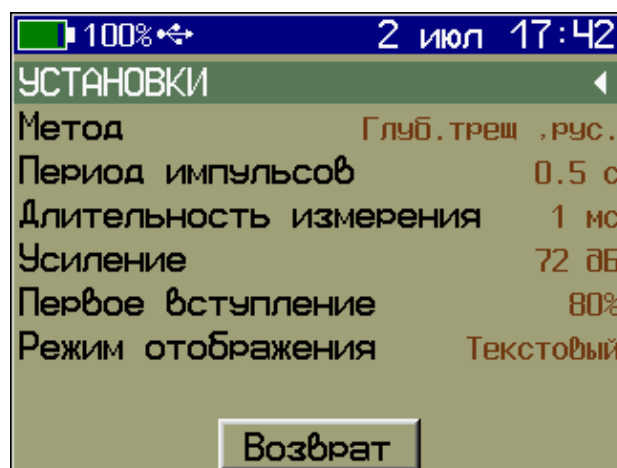 100% 2 июл 17:42
УСТАНОВКИ
Метод Глуб.трещ ,рус.
Период импульсов 0.5 с
Длительность измерения 1 мс
Усиление 72 дБ
Первое вступление 80%
Режим отображения Текстовый
Возврат